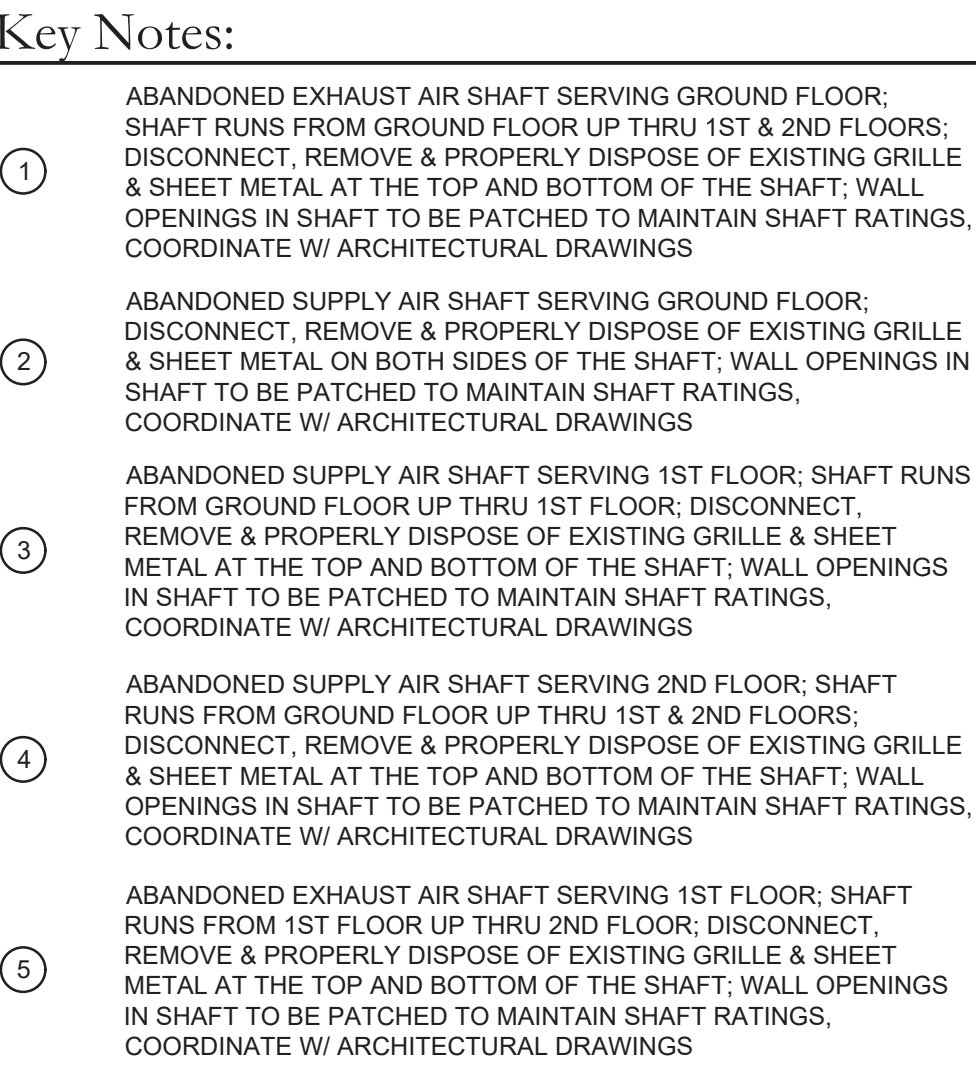 Key Notes:
1
ABANDONED EXHAUST AIR SHAFT SERVING GROUND FLOOR;
SHAFT RUNS FROM GROUND FLOOR UP THRU 1ST & 2ND FLOORS;
DISCONNECT, REMOVE & PROPERLY DISPOSE OF EXISTING GRILLE
& SHEET METAL AT THE TOP AND BOTTOM OF THE SHAFT; WALL
OPENINGS IN SHAFT TO BE PATCHED TO MAINTAIN SHAFT RATINGS,
COORDINATE W/ ARCHITECTURAL DRAWINGS
2
ABANDONED SUPPLY AIR SHAFT SERVING GROUND FLOOR;
DISCONNECT, REMOVE & PROPERLY DISPOSE OF EXISTING GRILLE
& SHEET METAL ON BOTH SIDES OF THE SHAFT; WALL OPENINGS IN
SHAFT TO BE PATCHED TO MAINTAIN SHAFT RATINGS,
COORDINATE W/ ARCHITECTURAL DRAWINGS
3
ABANDONED SUPPLY AIR SHAFT SERVING 1ST FLOOR; SHAFT RUNS
FROM GROUND FLOOR UP THRU 1ST FLOOR; DISCONNECT,
REMOVE & PROPERLY DISPOSE OF EXISTING GRILLE & SHEET
METAL AT THE TOP AND BOTTOM OF THE SHAFT; WALL OPENINGS
IN SHAFT TO BE PATCHED TO MAINTAIN SHAFT RATINGS,
COORDINATE W/ ARCHITECTURAL DRAWINGS
4
ABANDONED SUPPLY AIR SHAFT SERVING 2ND FLOOR; SHAFT
RUNS FROM GROUND FLOOR UP THRU 1ST & 2ND FLOORS;
DISCONNECT, REMOVE & PROPERLY DISPOSE OF EXISTING GRILLE
& SHEET METAL AT THE TOP AND BOTTOM OF THE SHAFT; WALL
OPENINGS IN SHAFT TO BE PATCHED TO MAINTAIN SHAFT RATINGS,
COORDINATE W/ ARCHITECTURAL DRAWINGS
5
ABANDONED EXHAUST AIR SHAFT SERVING 1ST FLOOR; SHAFT
RUNS FROM 1ST FLOOR UP THRU 2ND FLOOR; DISCONNECT,
REMOVE & PROPERLY DISPOSE OF EXISTING GRILLE & SHEET
METAL AT THE TOP AND BOTTOM OF THE SHAFT; WALL OPENINGS
IN SHAFT TO BE PATCHED TO MAINTAIN SHAFT RATINGS,
COORDINATE W/ ARCHITECTURAL DRAWINGS